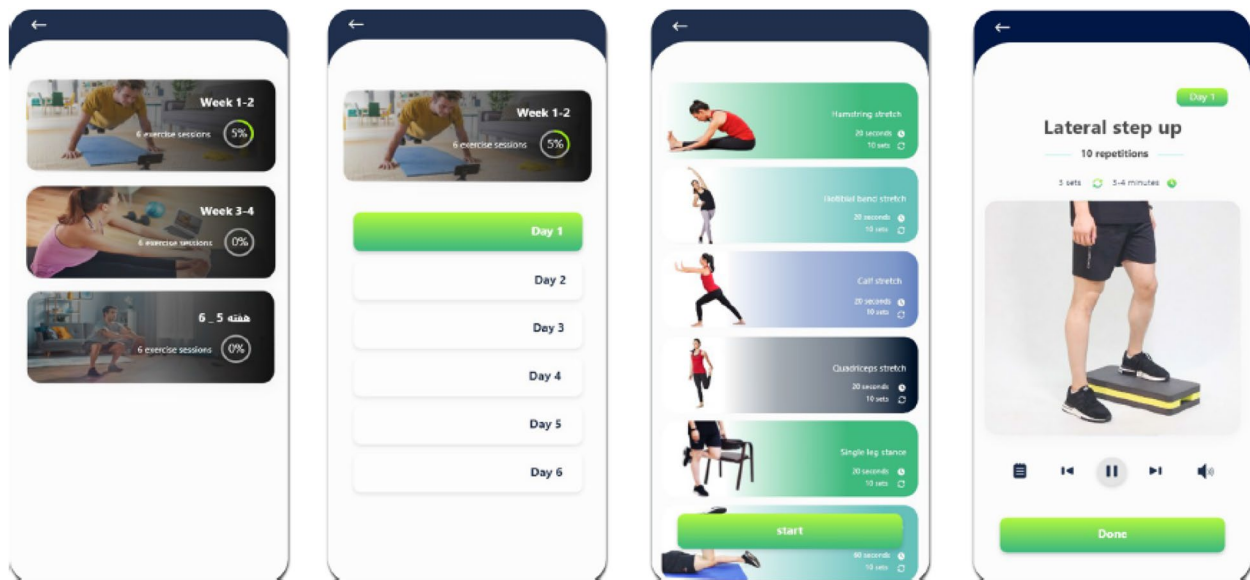 Week 1-2
6 exercise sessions
5%
Week 3-4
6 exercise sessions
0%
هفته 5 _ 6
6 exercise sessions
0%
Week 1-2
6 exercise sessions
5%
Day 1
Day 2
Day 3
Day 4
Day 5
Day 6
Hamstring stretch
20 seconds
10 sets
Iliotibial band stretch
20 seconds
10 sets
Calf stretch
20 seconds
10 sets
Quadriceps stretch
20 seconds
10 sets
Single leg stance
20 seconds
10 sets
start
60 seconds
10 sets
Day 1
Lateral step up
10 repetitions
3 sets
3-4 minutes
Done